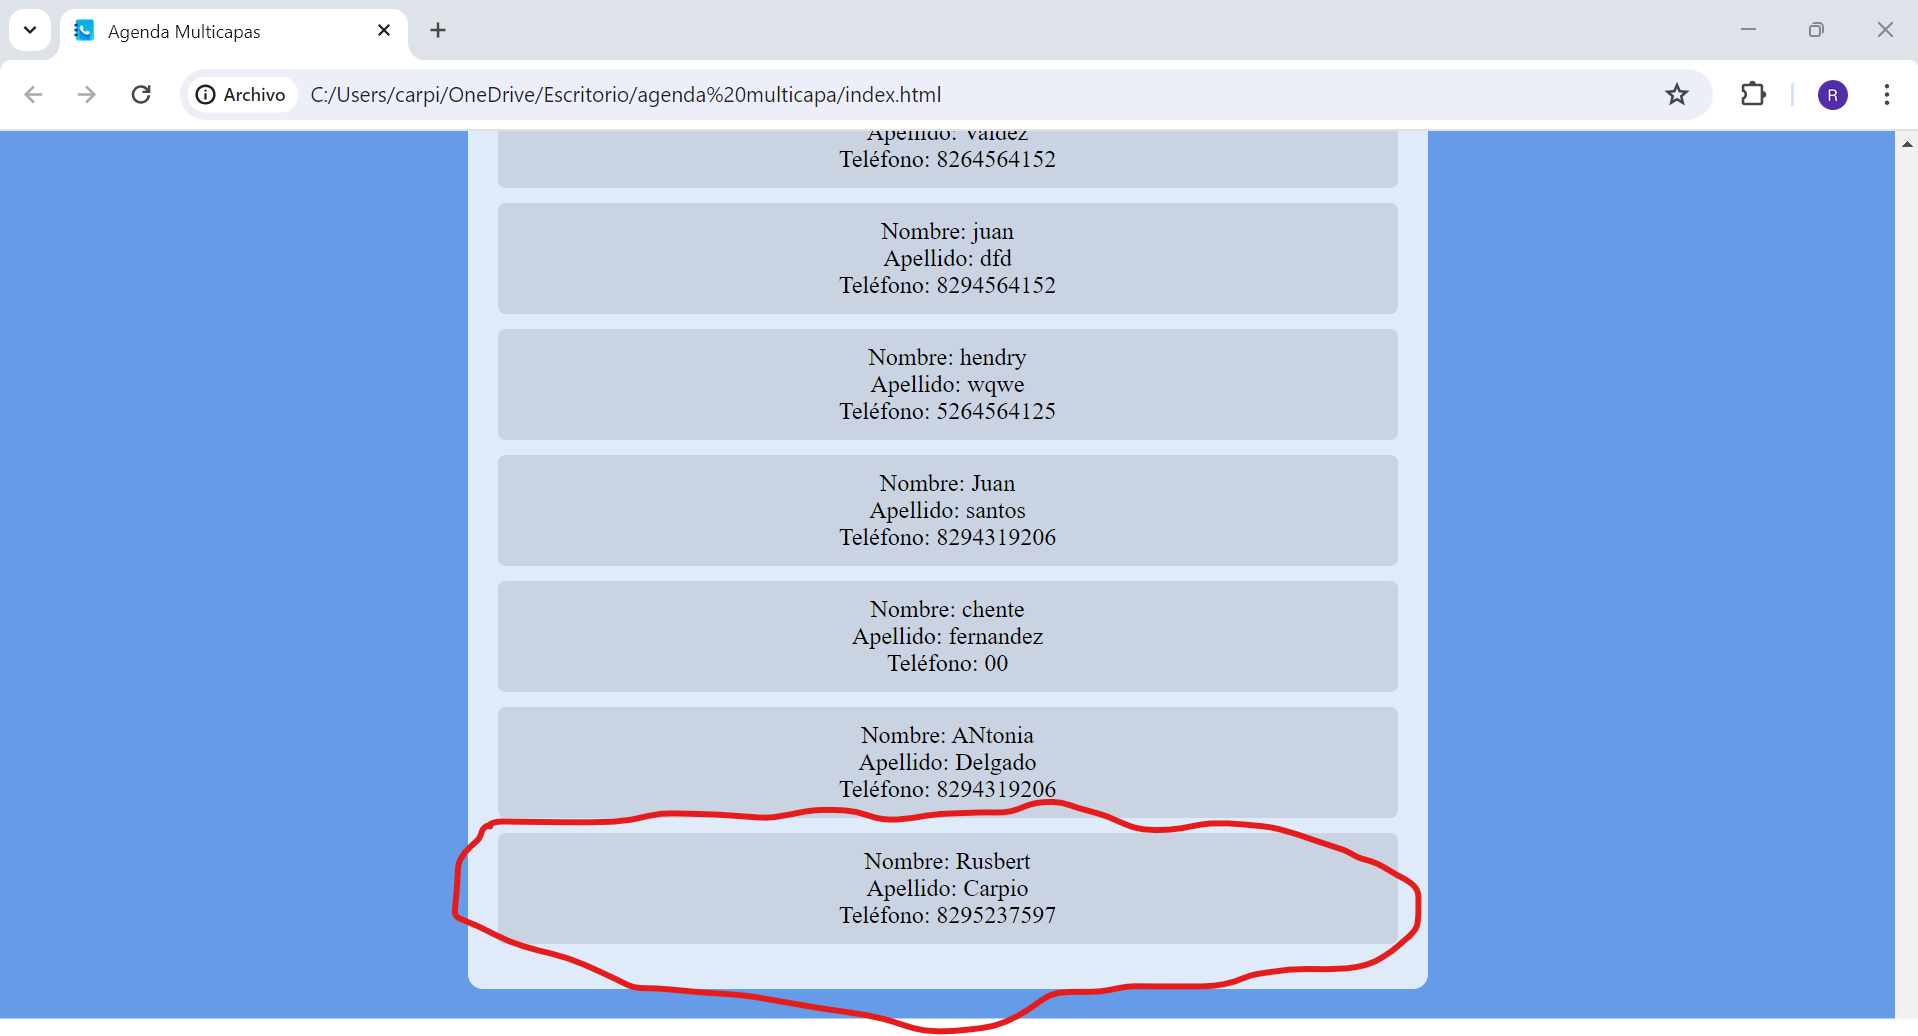 Agenda Multicapas
Archivo
C:/Users/carpi/OneDrive/Escritorio/agenda%20multicapa/index.html
R
Apellido: Valdez
Teléfono: 8264564152
Nombre: juan
Apellido: dfd
Teléfono: 8294564152
Nombre: hendry
Apellido: wqwe
Teléfono: 5264564125
Nombre: Juan
Apellido: santos
Teléfono: 8294319206
Nombre: chente
Apellido: fernandez
Teléfono: 00
Nombre: ANtonia
Apellido: Delgado
Teléfono: 8294319206
Nombre: Rusbert
Apellido: Carpio
Teléfono: 8295237597